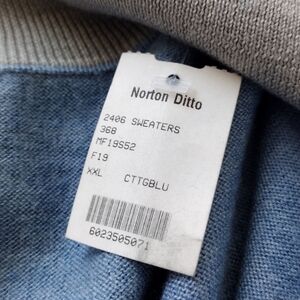 Norton Ditto
2406 SWEATERS
368
MF19S52
F19
XXL CTTGBLU
6023505071